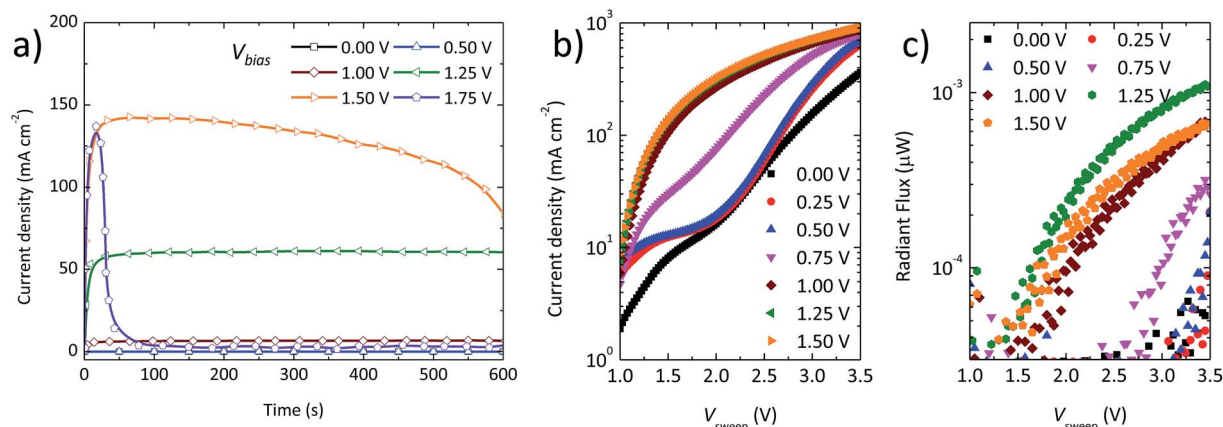 a)
200
150
100
50
0
Current density (mA cm⁻²)
V_bias
0.00 V 0.50 V
1.00 V 1.25 V
1.50 V 1.75 V
0 100 200 300 400 500 600
Time (s)
b)
10³
10²
10¹
10⁰
Current density (mA cm⁻²)
0.00 V
0.25 V
0.50 V
0.75 V
1.00 V
1.25 V
1.50 V
1.0 1.5 2.0 2.5 3.0 3.5
V_sweep (V)
c)
0.00 V 0.25 V
0.50 V 0.75 V
1.00 V 1.25 V
1.50 V
10⁻³
10⁻⁴
Radiant Flux (μW)
1.0 1.5 2.0 2.5 3.0 3.5
V_sweep (V)